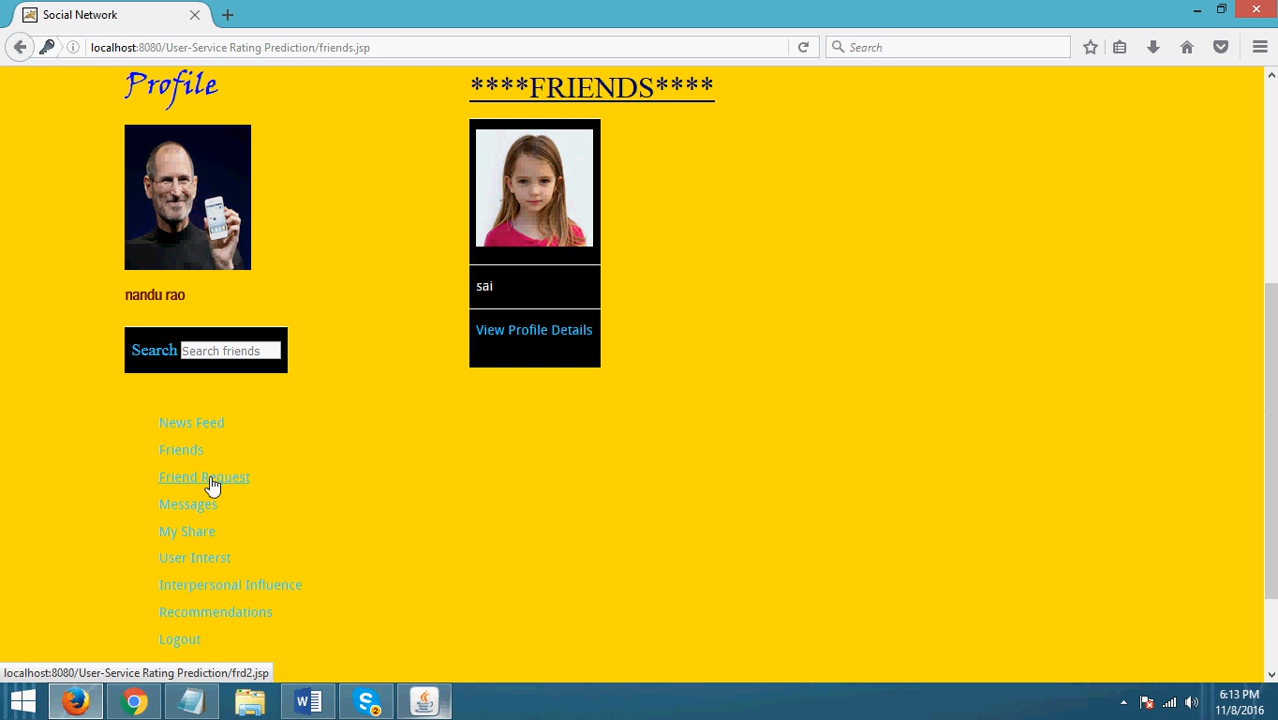 Social Network
localhost:8080/User-Service Rating Prediction/friends.jsp
Search
Profile
****FRIENDS****
nandu rao
sai
Search Search friends
View Profile Details
News Feed
Friends
Friend Request
Messages
My Share
User Interst
Interpersonal Influence
Recommendations
Logout
localhost:8080/User-Service Rating Prediction/frd2.jsp
2
6:13 PM
11/8/2016